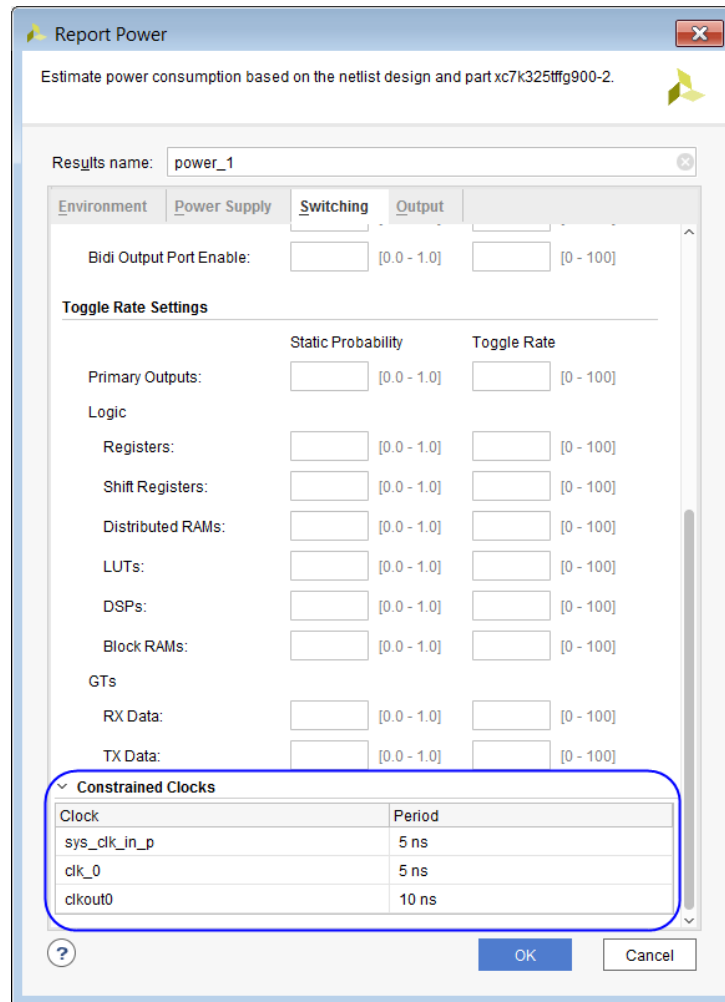 Report Power
Estimate power consumption based on the netlist design and part xc7k325tffg900-2.
Results name: power_1
Environment Power Supply Switching Output
Bidi Output Port Enable: [0.0 - 1.0] [0 - 100]
Toggle Rate Settings
Static Probability Toggle Rate
Primary Outputs: [0.0 - 1.0] [0 - 100]
Logic
Registers: [0.0 - 1.0] [0 - 100]
Shift Registers: [0.0 - 1.0] [0 - 100]
Distributed RAMs: [0.0 - 1.0] [0 - 100]
LUTs: [0.0 - 1.0] [0 - 100]
DSPs: [0.0 - 1.0] [0 - 100]
Block RAMs: [0.0 - 1.0] [0 - 100]
GTs
RX Data: [0.0 - 1.0] [0 - 100]
TX Data: [0.0 - 1.0] [0 - 100]
Constrained Clocks
Clock Period
sys_clk_in_p 5 ns
clk_0 5 ns
clkout0 10 ns
? OK Cancel